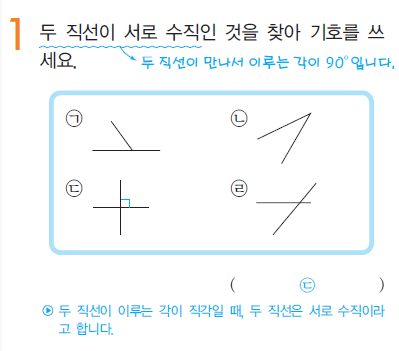 1 두 직선이 서로 수직인 것을 찾아 기호를 쓰
세요.
두 직선이 만나서 이루는 각이 90°입니다.
㉠ ㉡
㉢ ㉣
( ㉢ )
두 직선이 이루는 각이 직각일 때, 두 직선은 서로 수직이라
고 합니다.